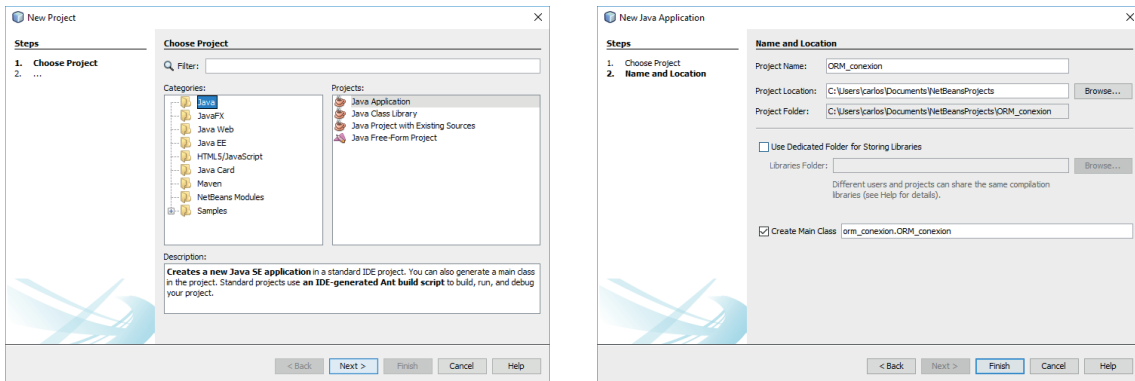 New Project
Steps
1. Choose Project
2. ...
Choose Project
Filter:
Categories:
Java
JavaFX
Java Web
Java EE
HTML5/JavaScript
Java Card
Maven
NetBeans Modules
Samples
Projects:
Java Application
Java Class Library
Java Project with Existing Sources
Java Free-Form Project
Description:
Creates a new Java SE application in a standard IDE project. You can also generate a main class
in the project. Standard projects use an IDE-generated Ant build script to build, run, and debug
your project.
< Back
Next >
Finish
Cancel
Help
New Java Application
Steps
1. Choose Project
2. Name and Location
Name and Location
Project Name: ORM_conexion
Project Location: C:\Users\carlos\Documents\NetBeansProjects Browse...
Project Folder: C:\Users\carlos\Documents\NetBeansProjects\ORM_conexion
Use Dedicated Folder for Storing Libraries
Libraries Folder: Browse...
Different users and projects can share the same compilation
libraries (see Help for details).
Create Main Class orm_conexion.ORM_conexion
< Back
Next >
Finish
Cancel
Help